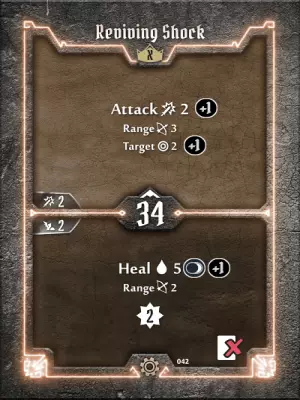 Reviving Shock
X
Attack 2 +1
Range 3
Target 2 +1
2
34
2
Heal 5 +1
Range 2
2
042